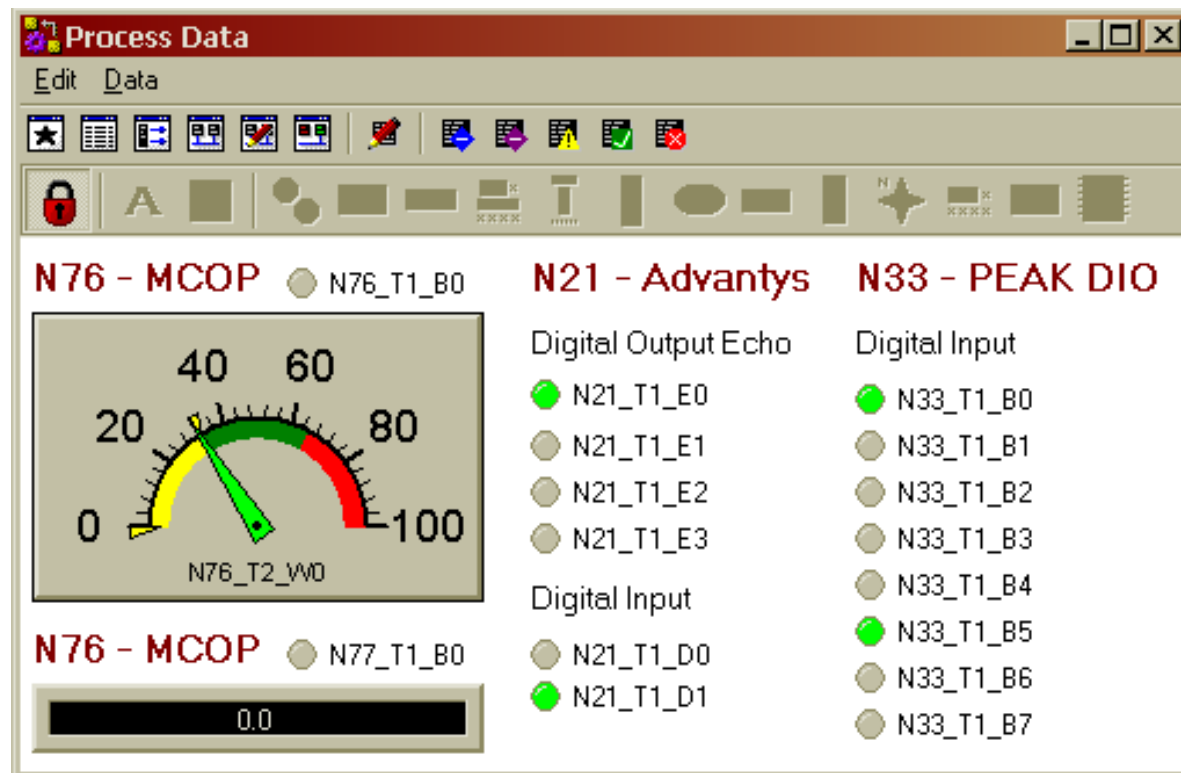 Process Data
Edit Data
N76 - MCOP N76_T1_B0
0 20 40 60 80 100
N76_T2_W0
N76 - MCOP N77_T1_B0
0.0
N21 - Advantys
Digital Output Echo
N21_T1_E0
N21_T1_E1
N21_T1_E2
N21_T1_E3
Digital Input
N21_T1_D0
N21_T1_D1
N33 - PEAK DIO
Digital Input
N33_T1_B0
N33_T1_B1
N33_T1_B2
N33_T1_B3
N33_T1_B4
N33_T1_B5
N33_T1_B6
N33_T1_B7